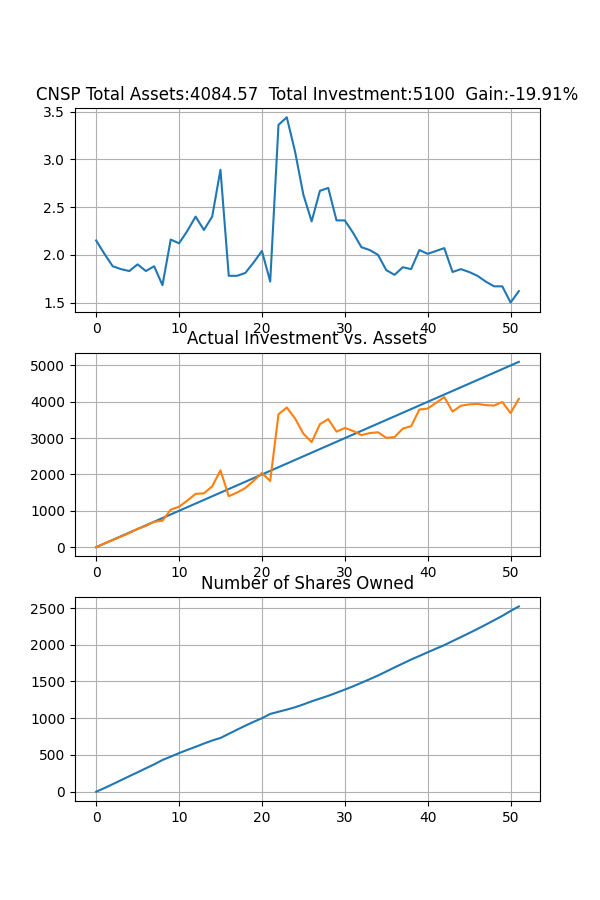 CNSP Total Assets:4084.57  Total Investment:5100  Gain:-19.91%
3.5
3.0
2.5
2.0
1.5
0 10 20 30 40 50
Actual Investment vs. Assets
5000
4000
3000
2000
1000
0
0 10 20 30 40 50
Number of Shares Owned
2500
2000
1500
1000
500
0
0 10 20 30 40 50